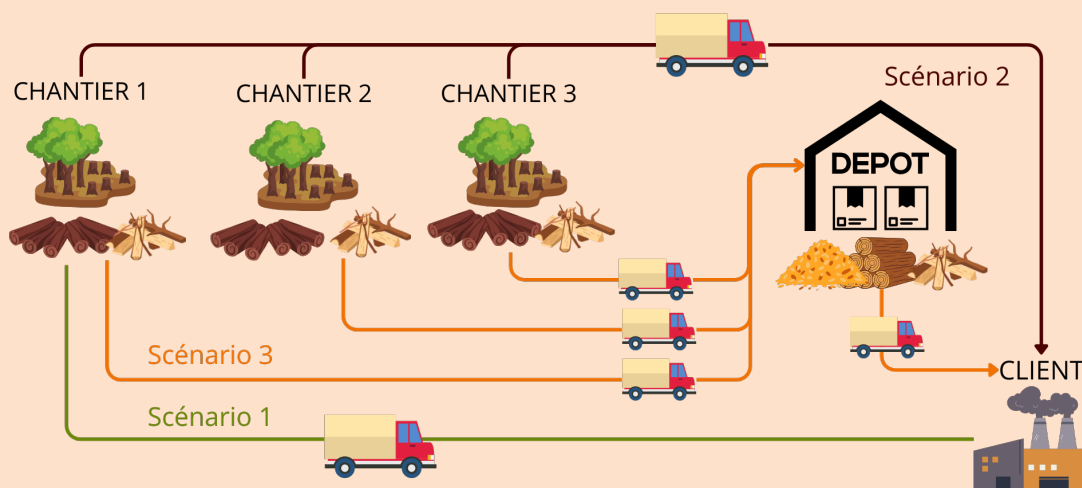 Scénario 2
CHANTIER 1
CHANTIER 2
CHANTIER 3
DEPOT
Scénario 3
CLIENT
Scénario 1